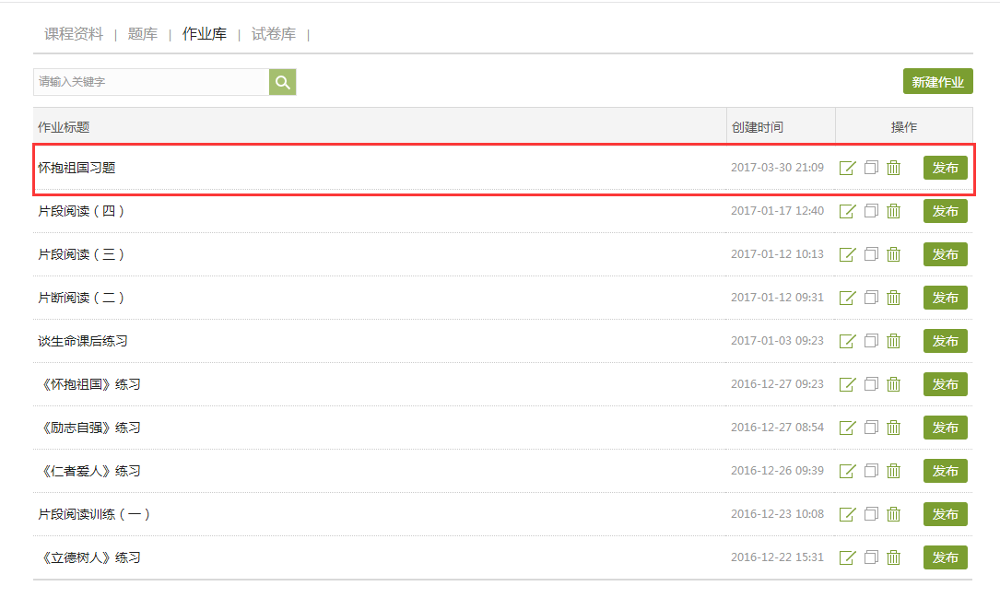 课程资料 | 题库 | 作业库 | 试卷库 |
请输入关键字
新建作业
作业标题 创建时间 操作
怀抱祖国习题 2017-03-30 21:09 发布
片段阅读（四） 2017-01-17 12:40 发布
片段阅读（三） 2017-01-12 10:13 发布
片断阅读（二） 2017-01-12 09:31 发布
谈生命课后练习 2017-01-03 09:23 发布
《怀抱祖国》练习 2016-12-27 09:23 发布
《励志自强》练习 2016-12-27 08:54 发布
《仁者爱人》练习 2016-12-26 09:39 发布
片段阅读训练（一） 2016-12-23 10:08 发布
《立德树人》练习 2016-12-22 15:31 发布